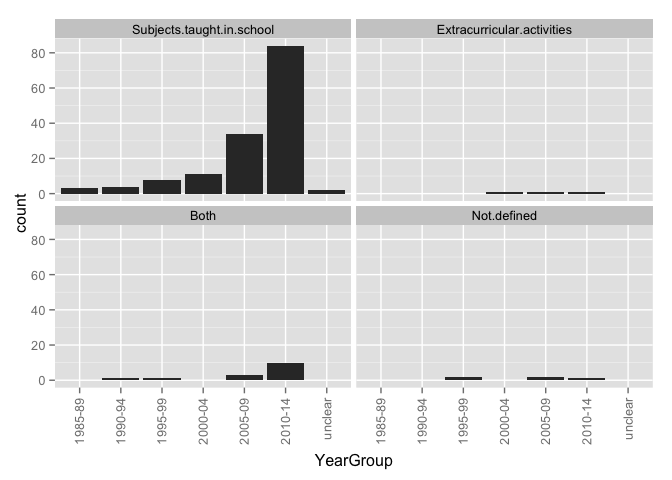 Subjects.taught.in.school
Extracurricular.activities
80
60
40
20
0
count
Both
Not.defined
80
60
40
20
0
1985-89
1990-94
1995-99
2000-04
2005-09
2010-14
unclear
1985-89
1990-94
1995-99
2000-04
2005-09
2010-14
unclear
YearGroup